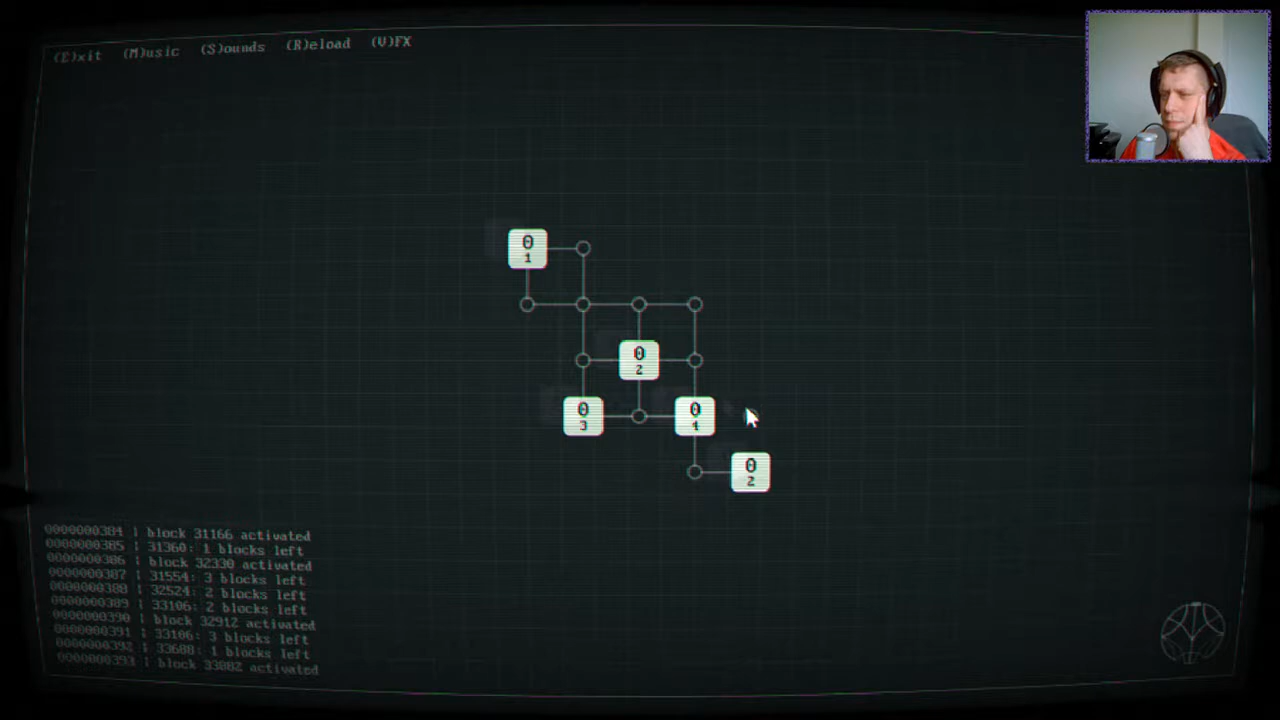 (E)xit (M)usic (S)ounds (R)eload (V)FX
0
1
0
2
0
3
0
4
0
2
0000000384 | block 31166 activated
0000000385 | 31360: 1 blocks left
0000000386 | block 32330 activated
0000000387 | 31554: 3 blocks left
0000000388 | 32524: 2 blocks left
0000000389 | 33106: 2 blocks left
0000000390 | block 32912 activated
0000000391 | 33106: 3 blocks left
0000000392 | 33688: 1 blocks left
0000000393 | block 33882 activated